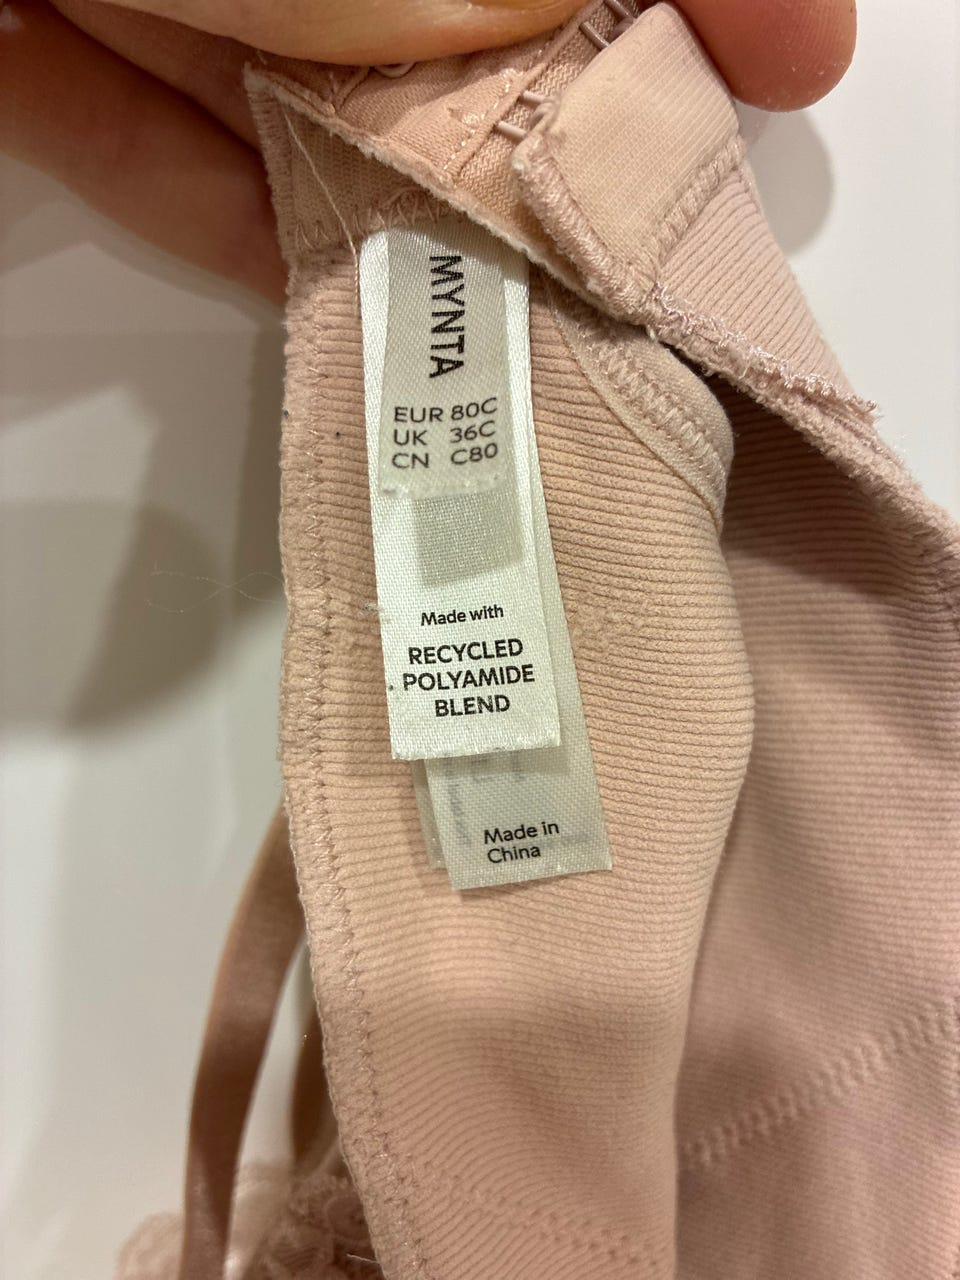 MYNTA
EUR 80C
UK 36C
CN C80
Made with
RECYCLED
POLYAMIDE
BLEND
Made in
China